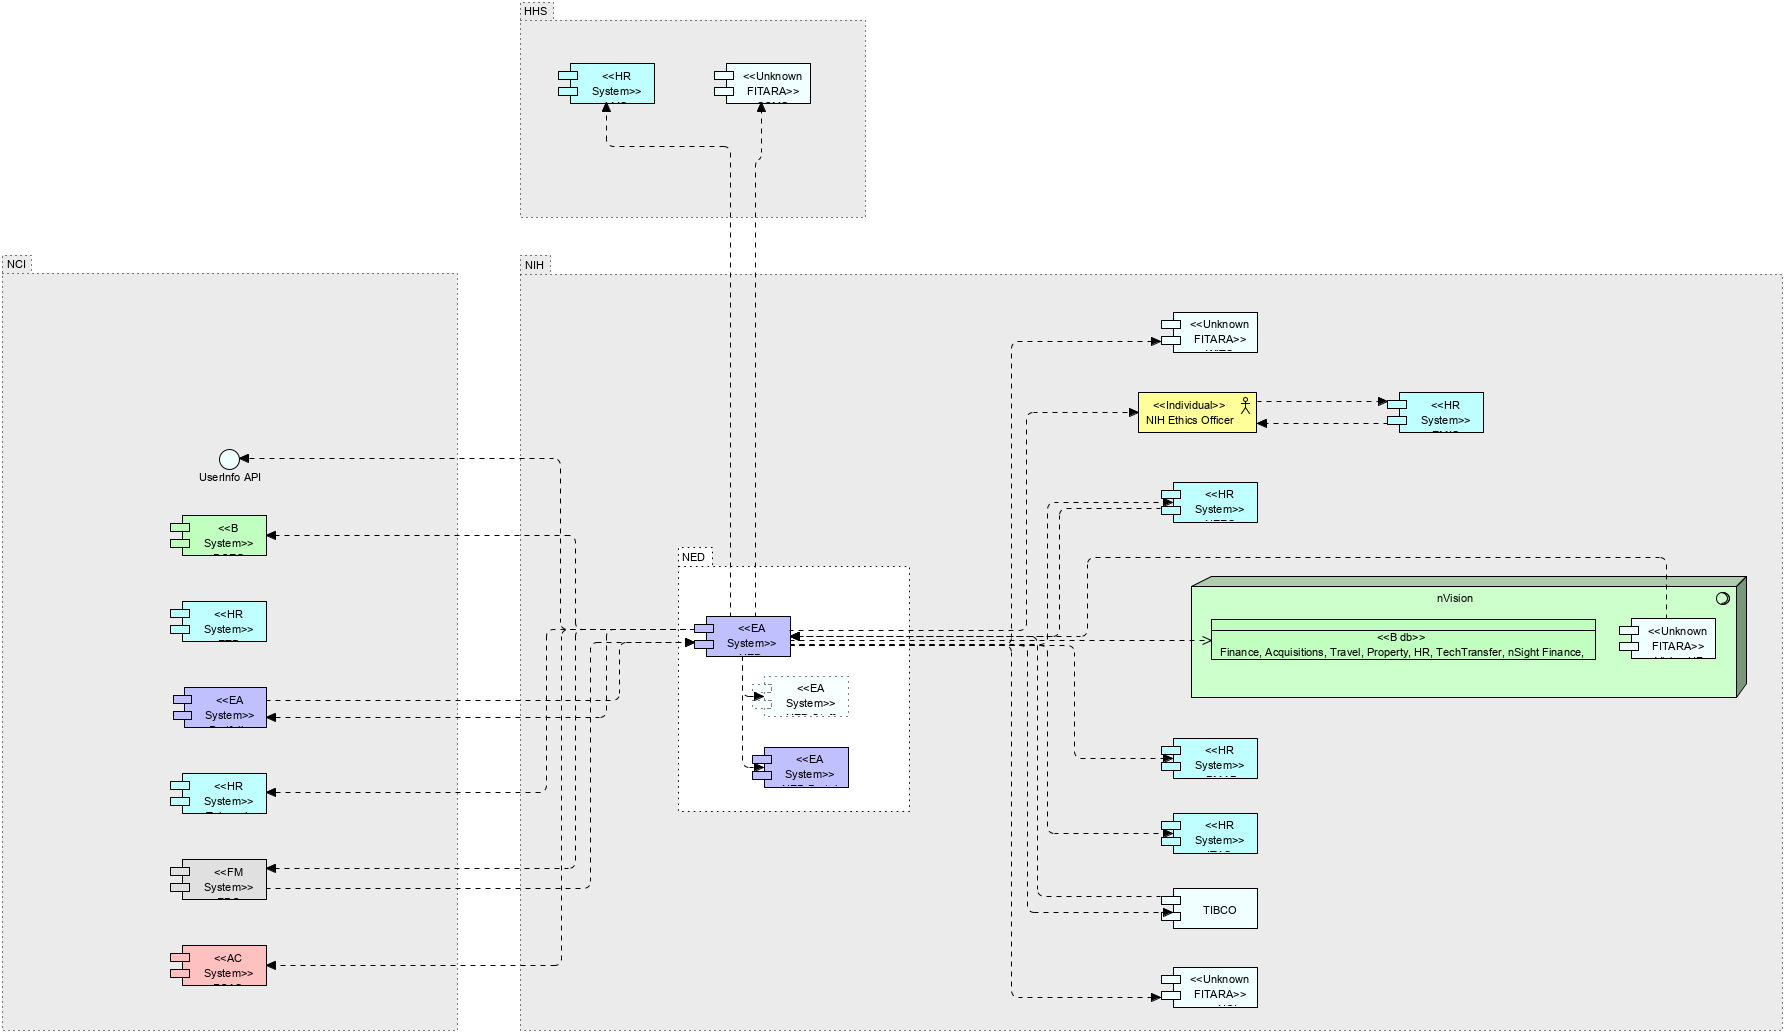 HHS
<<HR
System>>
<<Unknown
FITARA>>
NCI
NIH
<<Unknown
FITARA>>
<<Individual>>
NIH Ethics Officer
<<HR
System>>
UserInfo API
<<HR
System>>
<<B
System>>
NED
nVision
<<HR
System>>
<<EA
System>>
<<B db>>
Finance, Acquisitions, Travel, Property, HR, TechTransfer, nSight Finance,
<<Unknown
FITARA>>
<<EA
System>>
<<EA
System>>
<<EA
System>>
<<HR
System>>
<<HR
System>>
<<HR
System>>
<<FM
System>>
TIBCO
<<AC
System>>
<<Unknown
FITARA>>